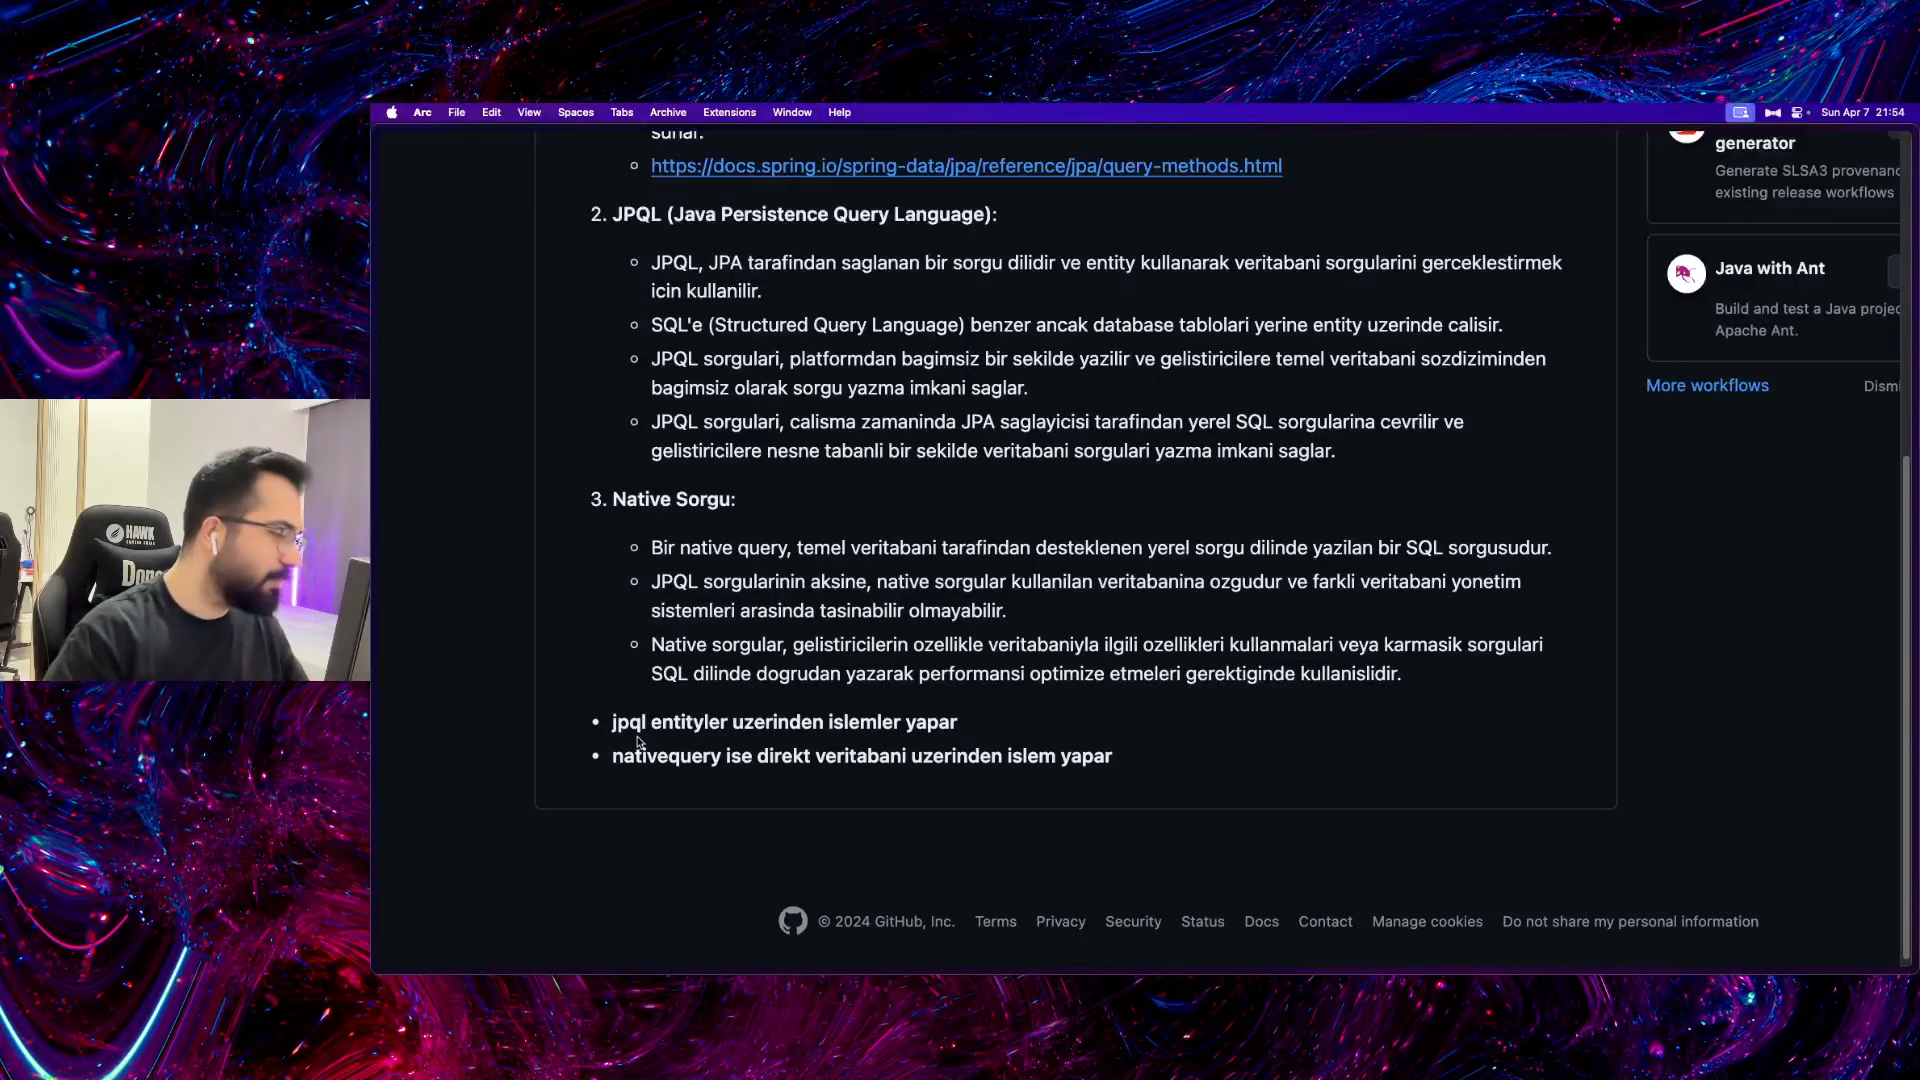 Arc File Edit View Spaces Tabs Archive Extensions Window Help Sun Apr 7 21:54
sunar.
https://docs.spring.io/spring-data/jpa/reference/jpa/query-methods.html
2. JPQL (Java Persistence Query Language):
JPQL, JPA tarafindan saglanan bir sorgu dilidir ve entity kullanarak veritabani sorgularini gerceklestirmek
icin kullanilir.
SQL'e (Structured Query Language) benzer ancak database tablolari yerine entity uzerinde calisir.
JPQL sorgulari, platformdan bagimsiz bir sekilde yazilir ve gelistiricilere temel veritabani sozdiziminden
bagimsiz olarak sorgu yazma imkani saglar.
JPQL sorgulari, calisma zamaninda JPA saglayicisi tarafindan yerel SQL sorgularina cevrilir ve
gelistiricilere nesne tabanli bir sekilde veritabani sorgulari yazma imkani saglar.
3. Native Sorgu:
Bir native query, temel veritabani tarafindan desteklenen yerel sorgu dilinde yazilan bir SQL sorgusudur.
JPQL sorgularinin aksine, native sorgular kullanilan veritabanina ozgudur ve farkli veritabani yonetim
sistemleri arasinda tasinabilir olmayabilir.
Native sorgular, gelistiricilerin ozellikle veritabaniyla ilgili ozellikleri kullanmalari veya karmasik sorgulari
SQL dilinde dogrudan yazarak performansi optimize etmeleri gerektiginde kullanislidir.
• jpql entityler uzerinden islemler yapar
• nativequery ise direkt veritabani uzerinden islem yapar
generator
Generate SLSA3 provenanc
existing release workflows
Java with Ant
Build and test a Java projec
Apache Ant.
More workflows Dismi
HAWK
© 2024 GitHub, Inc. Terms Privacy Security Status Docs Contact Manage cookies Do not share my personal information